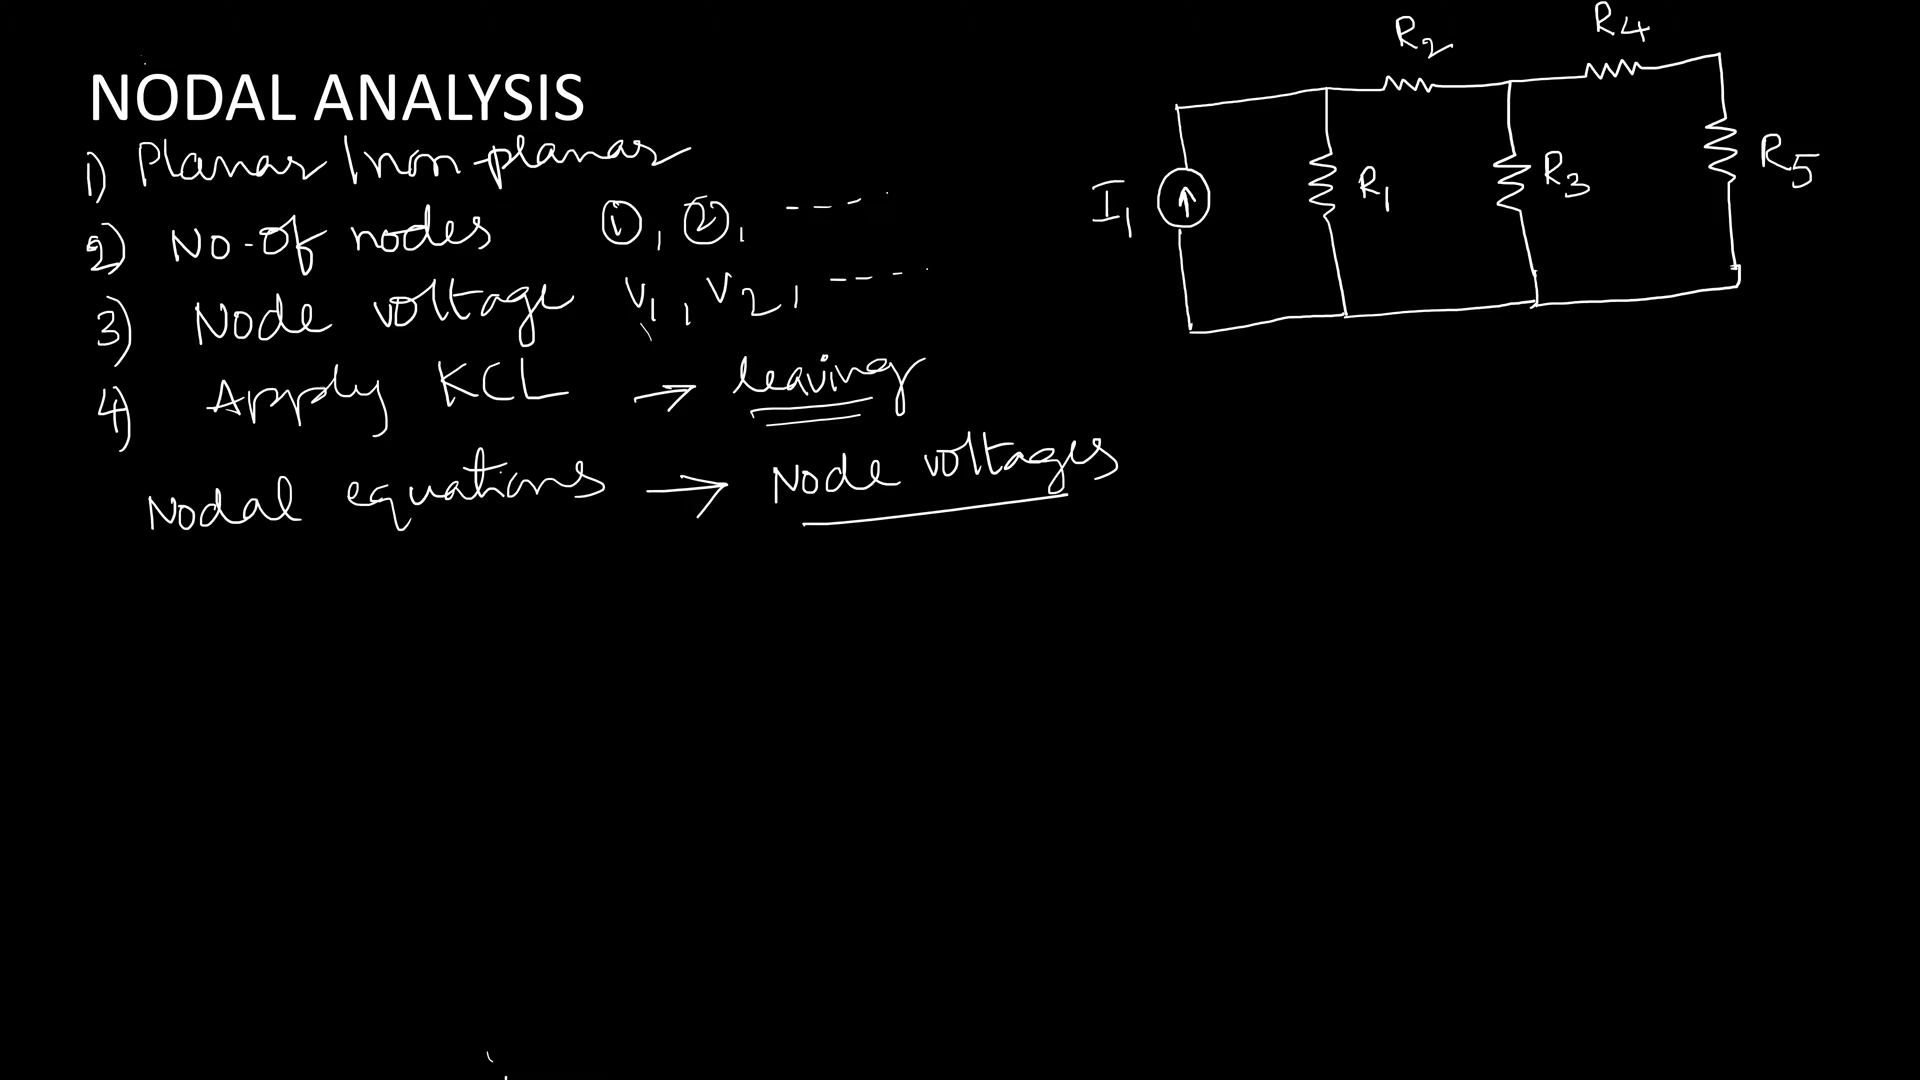 NODAL ANALYSIS
1) Planar / non-planar
2) No. of nodes ①, ②, ----
3) Node voltage V1, V2, ----
4) Apply KCL → leaving
Nodal equations → Node voltages
R2
R4
I1
R1
R3
R5